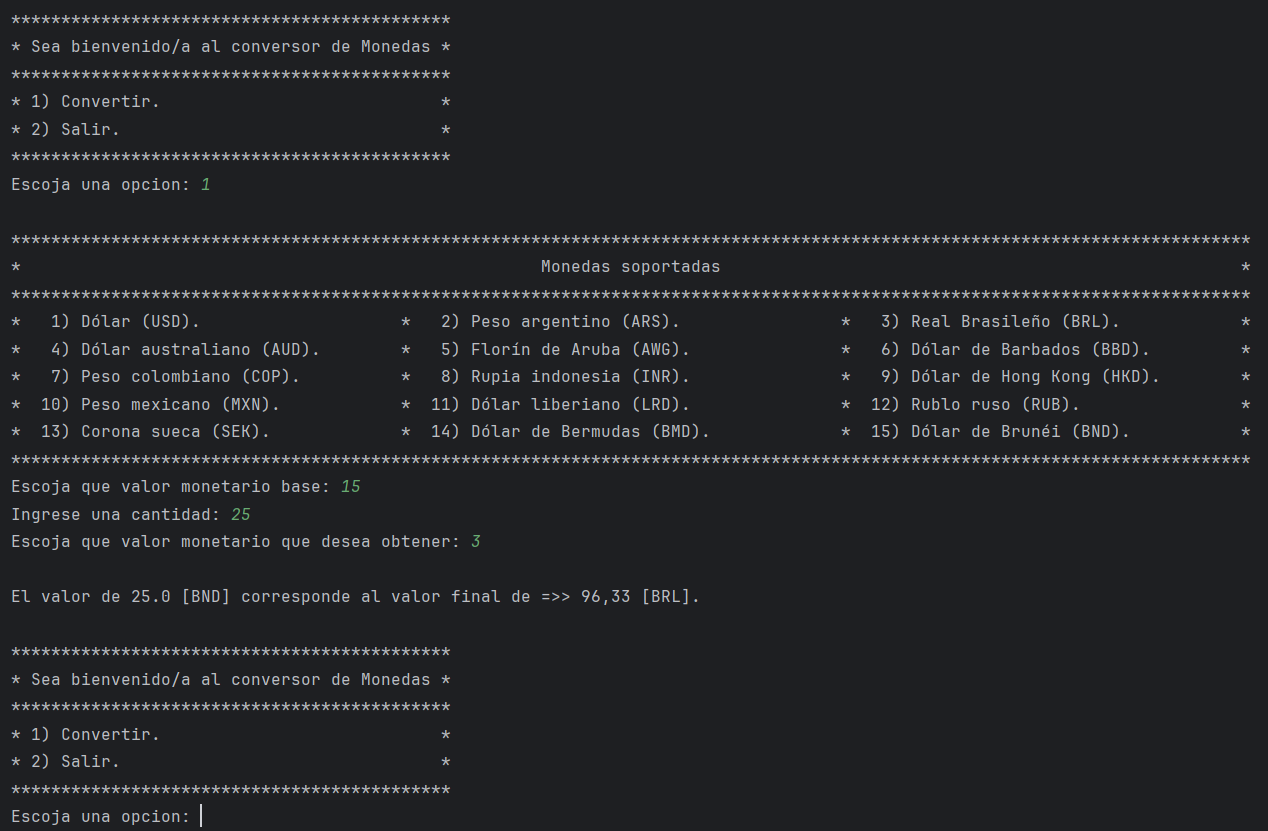 ********************************************
* Sea bienvenido/a al conversor de Monedas *
********************************************
* 1) Convertir.                            *
* 2) Salir.                                *
********************************************
Escoja una opcion: 1
****************************************************************************************************************************
*                                                    Monedas soportadas                                                    *
****************************************************************************************************************************
*   1) Dólar (USD).                    *   2) Peso argentino (ARS).                *   3) Real Brasileño (BRL).            *
*   4) Dólar australiano (AUD).        *   5) Florín de Aruba (AWG).               *   6) Dólar de Barbados (BBD).         *
*   7) Peso colombiano (COP).          *   8) Rupia indonesia (INR).               *   9) Dólar de Hong Kong (HKD).        *
*  10) Peso mexicano (MXN).            *  11) Dólar liberiano (LRD).               *  12) Rublo ruso (RUB).                *
*  13) Corona sueca (SEK).             *  14) Dólar de Bermudas (BMD).             *  15) Dólar de Brunéi (BND).           *
****************************************************************************************************************************
Escoja que valor monetario base: 15
Ingrese una cantidad: 25
Escoja que valor monetario que desea obtener: 3
El valor de 25.0 [BND] corresponde al valor final de =>> 96,33 [BRL].
********************************************
* Sea bienvenido/a al conversor de Monedas *
********************************************
* 1) Convertir.                            *
* 2) Salir.                                *
********************************************
Escoja una opcion: